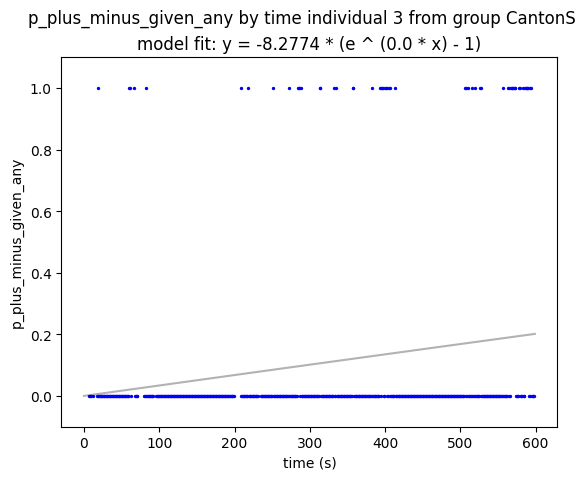 p_plus_minus_given_any by time individual 3 from group CantonS
model fit: y = -8.2774 * (e ^ (0.0 * x) - 1)
1.0
0.8
0.6
0.4
0.2
0.0
p_plus_minus_given_any
0 100 200 300 400 500 600
time (s)